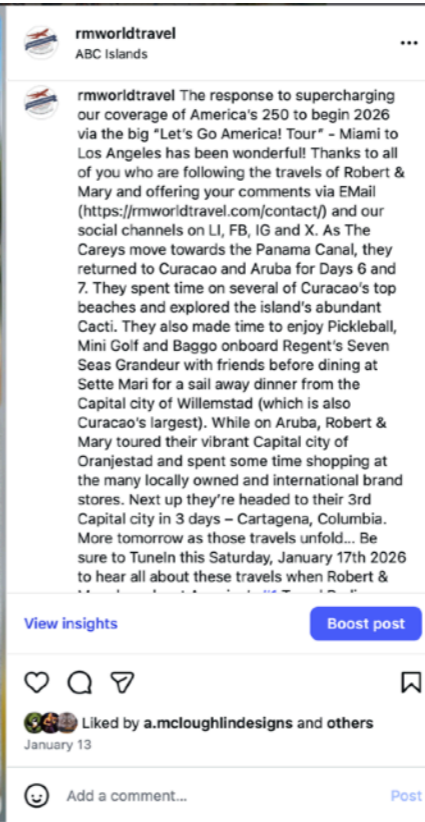 rmworldtravel
ABC Islands
rmworldtravel The response to supercharging
our coverage of America's 250 to begin 2026
via the big "Let's Go America! Tour" - Miami to
Los Angeles has been wonderful! Thanks to all
of you who are following the travels of Robert &
Mary and offering your comments via EMail
(https://rmworldtravel.com/contact/) and our
social channels on LI, FB, IG and X. As The
Careys move towards the Panama Canal, they
returned to Curacao and Aruba for Days 6 and
7. They spent time on several of Curacao's top
beaches and explored the island's abundant
Cacti. They also made time to enjoy Pickleball,
Mini Golf and Baggo onboard Regent's Seven
Seas Grandeur with friends before dining at
Sette Mari for a sail away dinner from the
Capital city of Willemstad (which is also
Curacao's largest). While on Aruba, Robert &
Mary toured their vibrant Capital city of
Oranjestad and spent some time shopping at
the many locally owned and international brand
stores. Next up they're headed to their 3rd
Capital city in 3 days – Cartagena, Columbia.
More tomorrow as those travels unfold... Be
sure to TuneIn this Saturday, January 17th 2026
to hear all about these travels when Robert &
View insights
Boost post
Liked by a.mcloughlindesigns and others
January 13
Add a comment...
Post